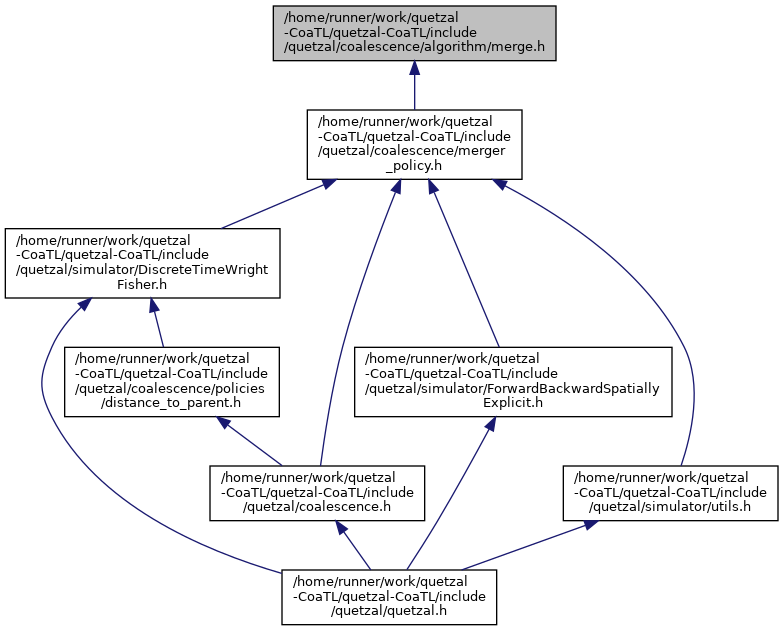 /home/runner/work/quetzal
-CoaTL/quetzal-CoaTL/include
/quetzal/coalescence/algorithm/merge.h
/home/runner/work/quetzal
-CoaTL/quetzal-CoaTL/include
/quetzal/coalescence/merger
_policy.h
/home/runner/work/quetzal
-CoaTL/quetzal-CoaTL/include
/quetzal/simulator/DiscreteTimeWright
Fisher.h
/home/runner/work/quetzal
-CoaTL/quetzal-CoaTL/include
/quetzal/coalescence/policies
/distance_to_parent.h
/home/runner/work/quetzal
-CoaTL/quetzal-CoaTL/include
/quetzal/simulator/ForwardBackwardSpatially
Explicit.h
/home/runner/work/quetzal
-CoaTL/quetzal-CoaTL/include
/quetzal/coalescence.h
/home/runner/work/quetzal
-CoaTL/quetzal-CoaTL/include
/quetzal/simulator/utils.h
/home/runner/work/quetzal
-CoaTL/quetzal-CoaTL/include
/quetzal/quetzal.h